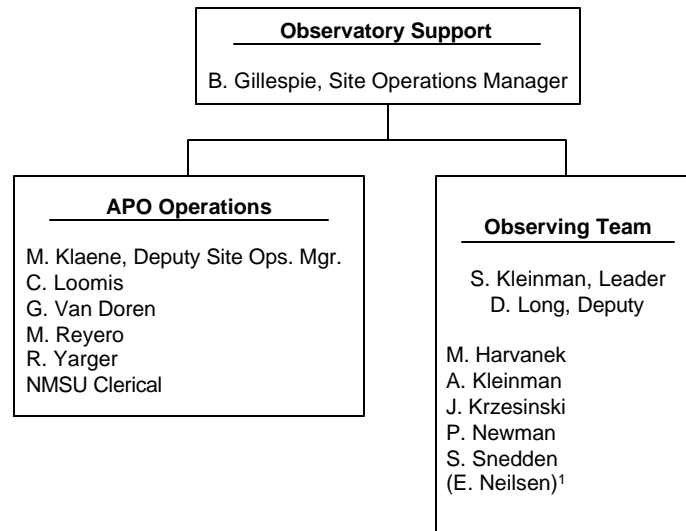 Observatory Support
B. Gillespie, Site Operations Manager
APO Operations
M. Klaene, Deputy Site Ops. Mgr.
C. Loomis
G. Van Doren
M. Reyero
R. Yarger
NMSU Clerical
Observing Team
S. Kleinman, Leader
D. Long, Deputy
M. Harvanek
A. Kleinman
J. Krzesinski
P. Newman
S. Snedden
(E. Neilsen)¹